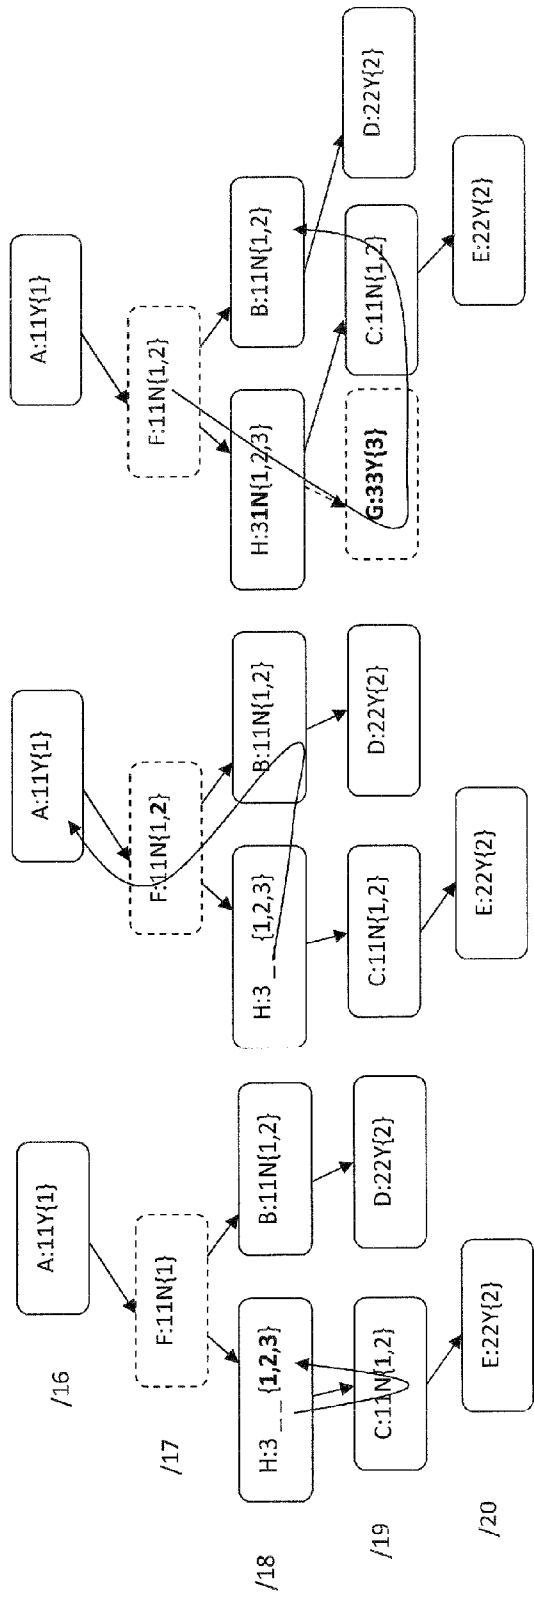 /16
A:11Y{1}
A:11Y{1}
A:11Y{1}
/17
F:11N{1}
F:11N{1,2}
F:11N{1,2}
/18
H:3 _ _ {1,2,3}
B:11N{1,2}
H:3 _ _ {1,2,3}
B:11N{1,2}
H:31N{1,2,3}
B:11N{1,2}
/19
C:11N{1,2}
D:22Y{2}
C:11N{1,2}
D:22Y{2}
G:33Y{3}
C:11N{1,2}
D:22Y{2}
/20
E:22Y{2}
E:22Y{2}
E:22Y{2}